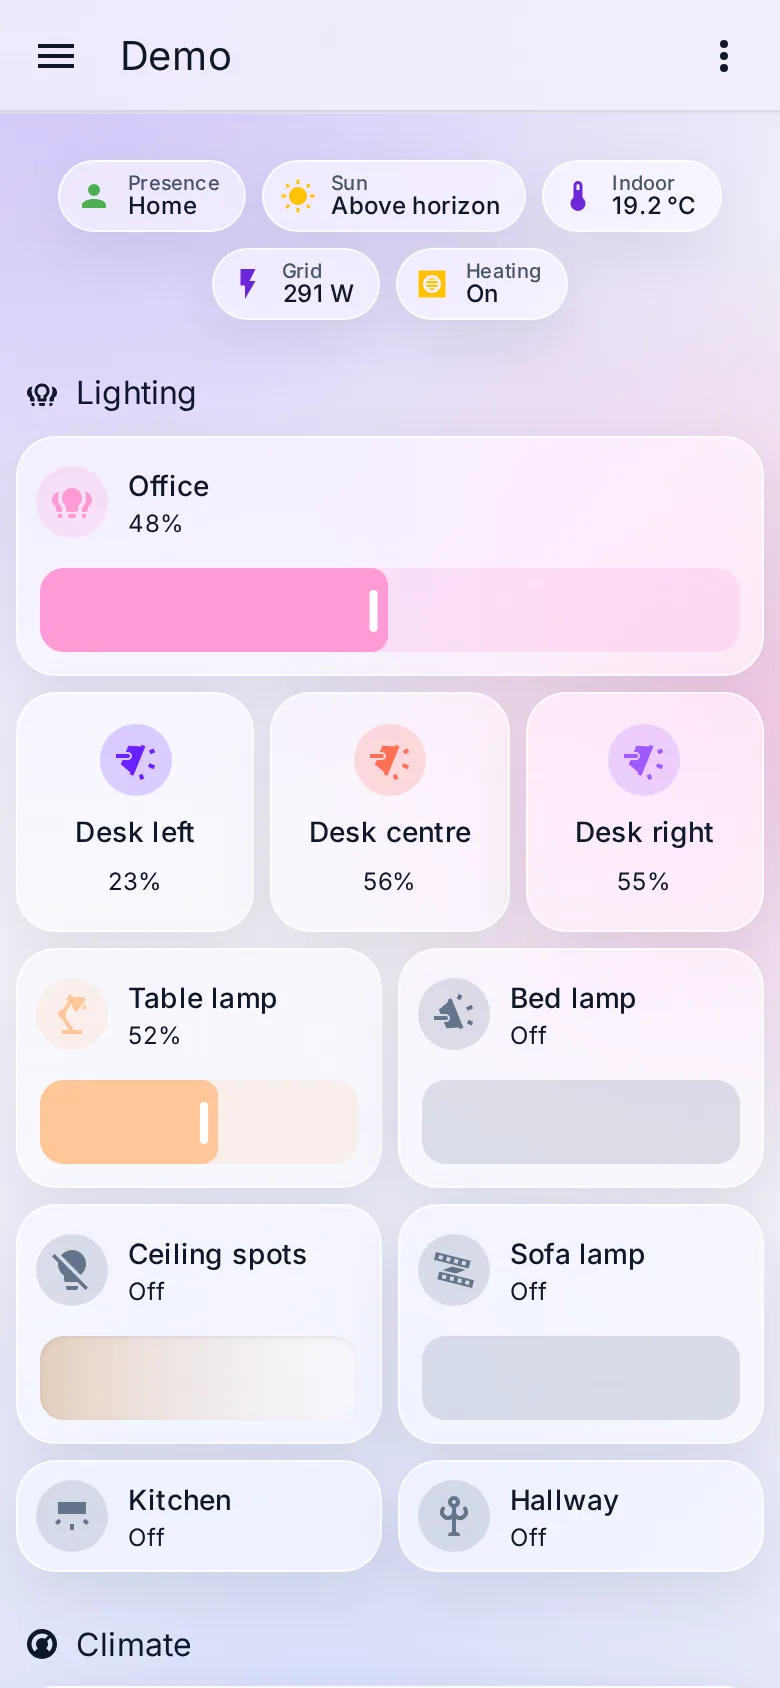 Demo
Presence
Home
Sun
Above horizon
Indoor
19.2 °C
Grid
291 W
Heating
On
Lighting
Office
48%
Desk left
23%
Desk centre
56%
Desk right
55%
Table lamp
52%
Bed lamp
Off
Ceiling spots
Off
Sofa lamp
Off
Kitchen
Off
Hallway
Off
Climate